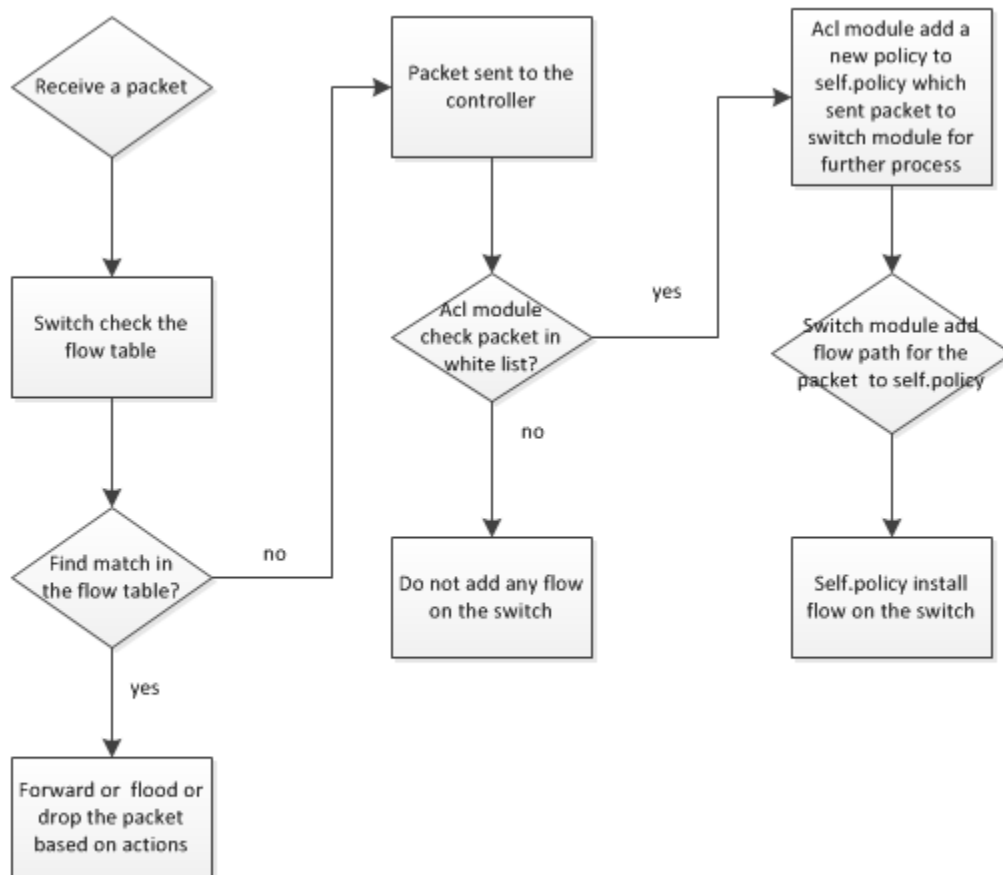 Receive a packet
Switch check the
flow table
Find match in
the flow table?
no
yes
Forward or  flood or
drop the packet
based on actions
Packet sent to the
controller
Acl module
check packet in
white list?
yes
no
Do not add any flow
on the switch
Acl module add a
new policy to
self.policy which
sent packet to
switch module for
further process
Switch module add
flow path for the
packet  to self.policy
Self.policy install
flow on the switch